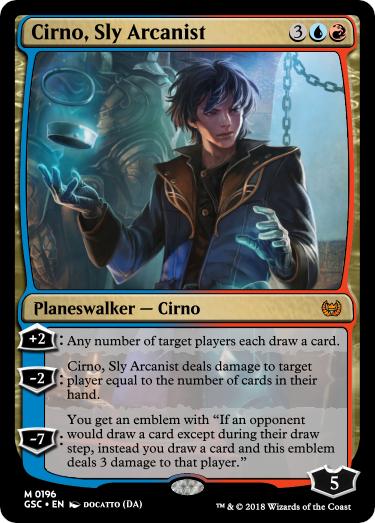 Cirno, Sly Arcanist 3
Planeswalker — Cirno
+2: Any number of target players each draw a card.
Cirno, Sly Arcanist deals damage to target
-2: player equal to the number of cards in their
hand.
You get an emblem with “If an opponent
would draw a card except during their draw
-7: step, instead you draw a card and this emblem
deals 3 damage to that player.”
5
M 0196
GSC • EN DOCATTO (DA) ™ & © 2018 Wizards of the Coast